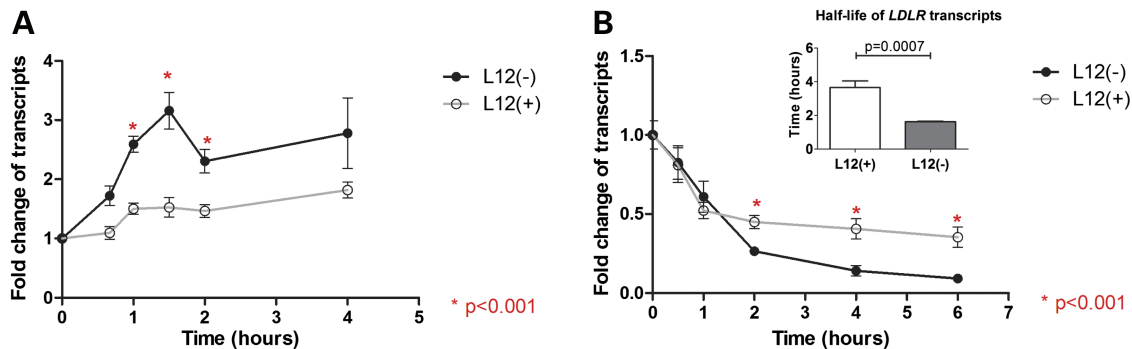 A
Fold change of transcripts
4
3
2
1
0
0 1 2 3 4 5
Time (hours)
* * *
L12(-)
L12(+)
* p<0.001
B
Fold change of transcripts
1.5
1.0
0.5
0.0
0 1 2 3 4 5 6 7
Time (hours)
* * *
Half-life of LDLR transcripts
p=0.0007
Time (hours)
6
4
2
0
L12(+) L12(-)
L12(-)
L12(+)
* p<0.001